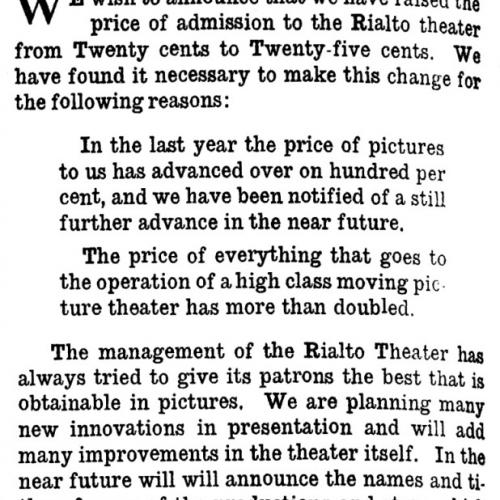 WE wish to announce that we have raised the
price of admission to the Rialto theater
from Twenty cents to Twenty-five cents. We
have found it necessary to make this change for
the following reasons:
In the last year the price of pictures
to us has advanced over on hundred per
cent, and we have been notified of a still
further advance in the near future.
The price of everything that goes to
the operation of a high class moving pic-
ture theater has more than doubled.
The management of the Rialto Theater has
always tried to give its patrons the best that is
obtainable in pictures. We are planning many
new innovations in presentation and will add
many improvements in the theater itself. In the
near future will will announce the names and ti-